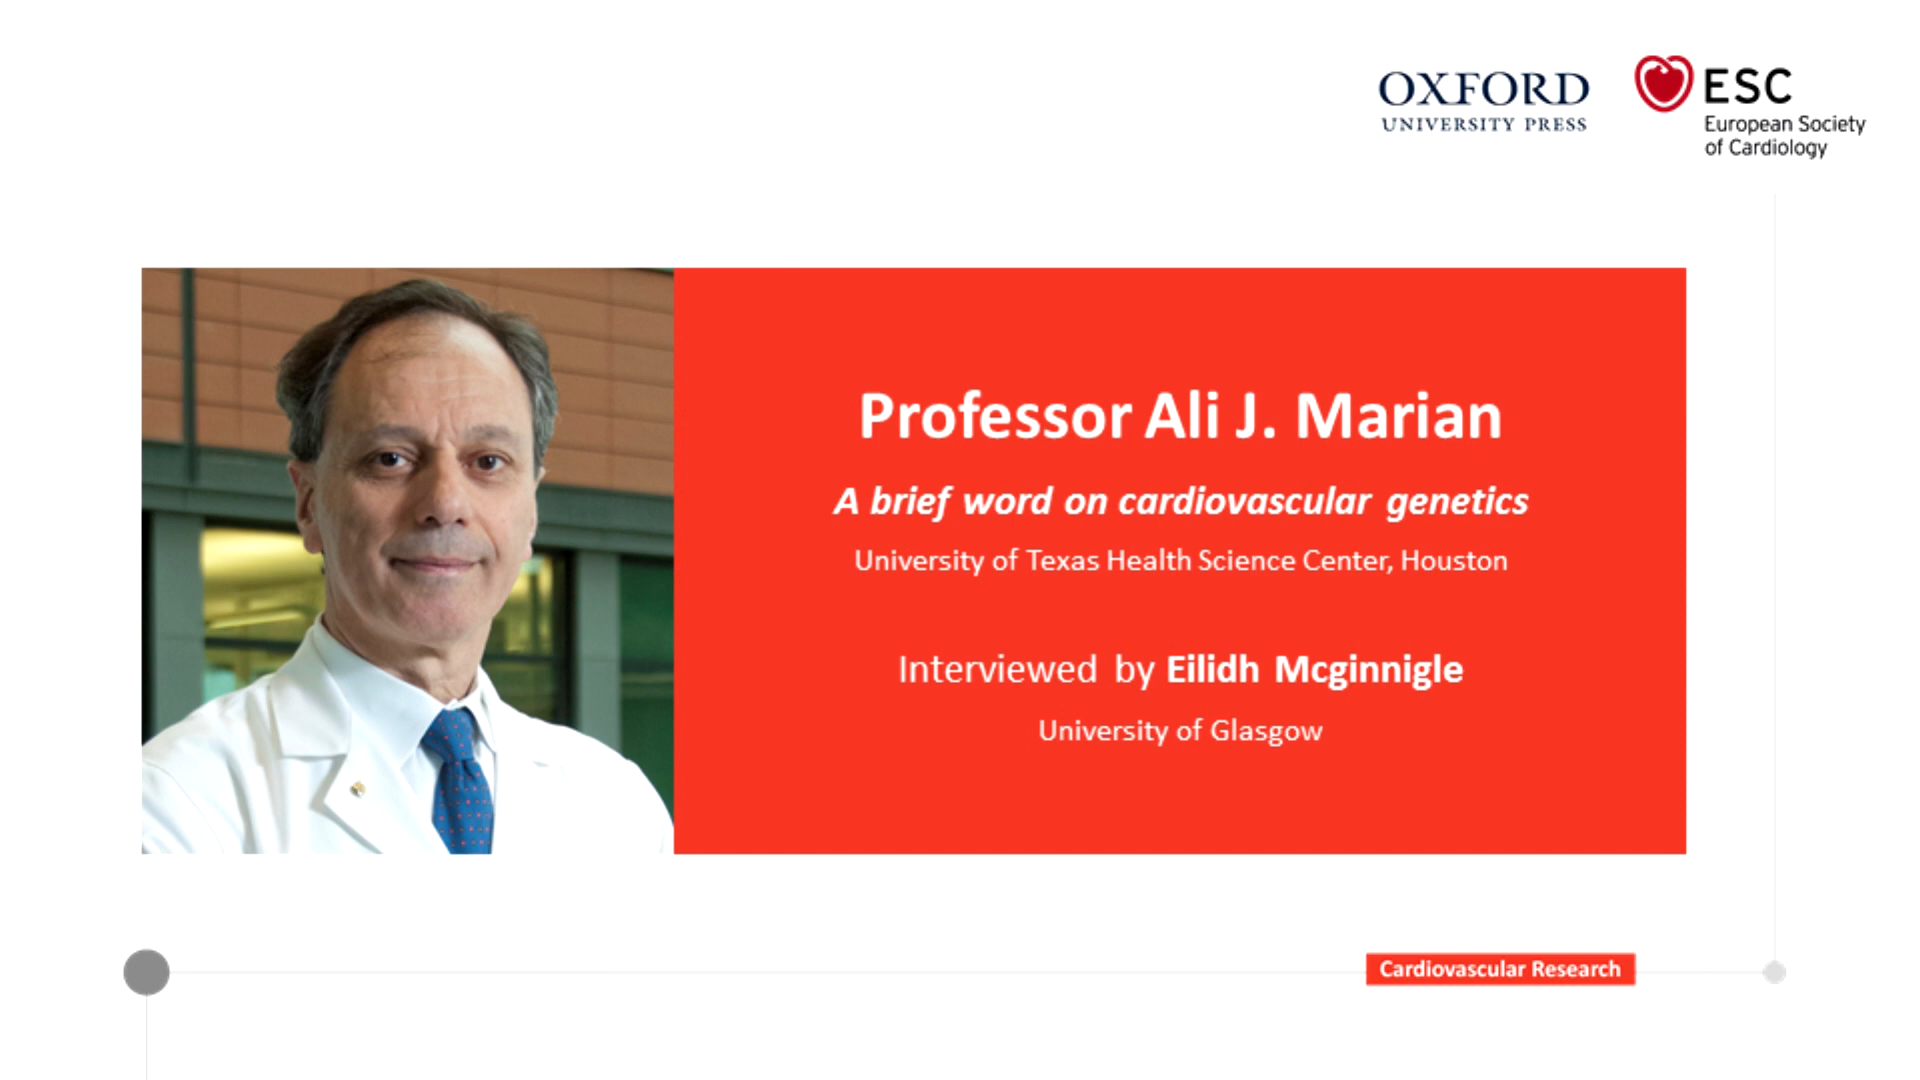 OXFORD
UNIVERSITY PRESS
ESC
European Society
of Cardiology
Professor Ali J. Marian
A brief word on cardiovascular genetics
University of Texas Health Science Center, Houston
Interviewed by Eilidh Mcginnigle
University of Glasgow
Cardiovascular Research